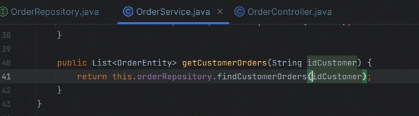 OrderRepository.java OrderService.java OrderController.java
38 }
39
40 public List<OrderEntity> getCustomerOrders(String idCustomer) {
41 return this.orderRepository.findCustomerOrders(idCustomer);
42 }
43 }